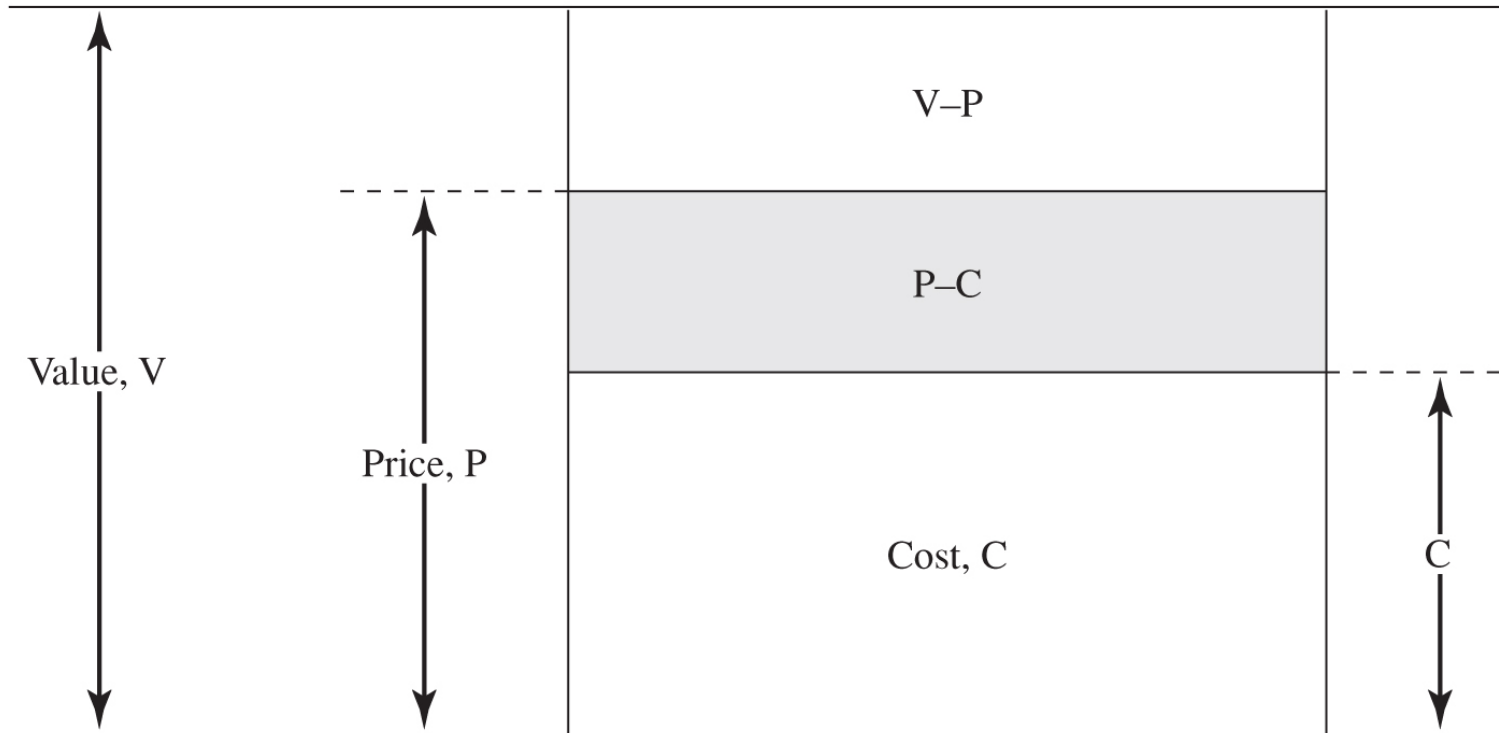 V–P
P–C
Value, V
Price, P
Cost, C
C